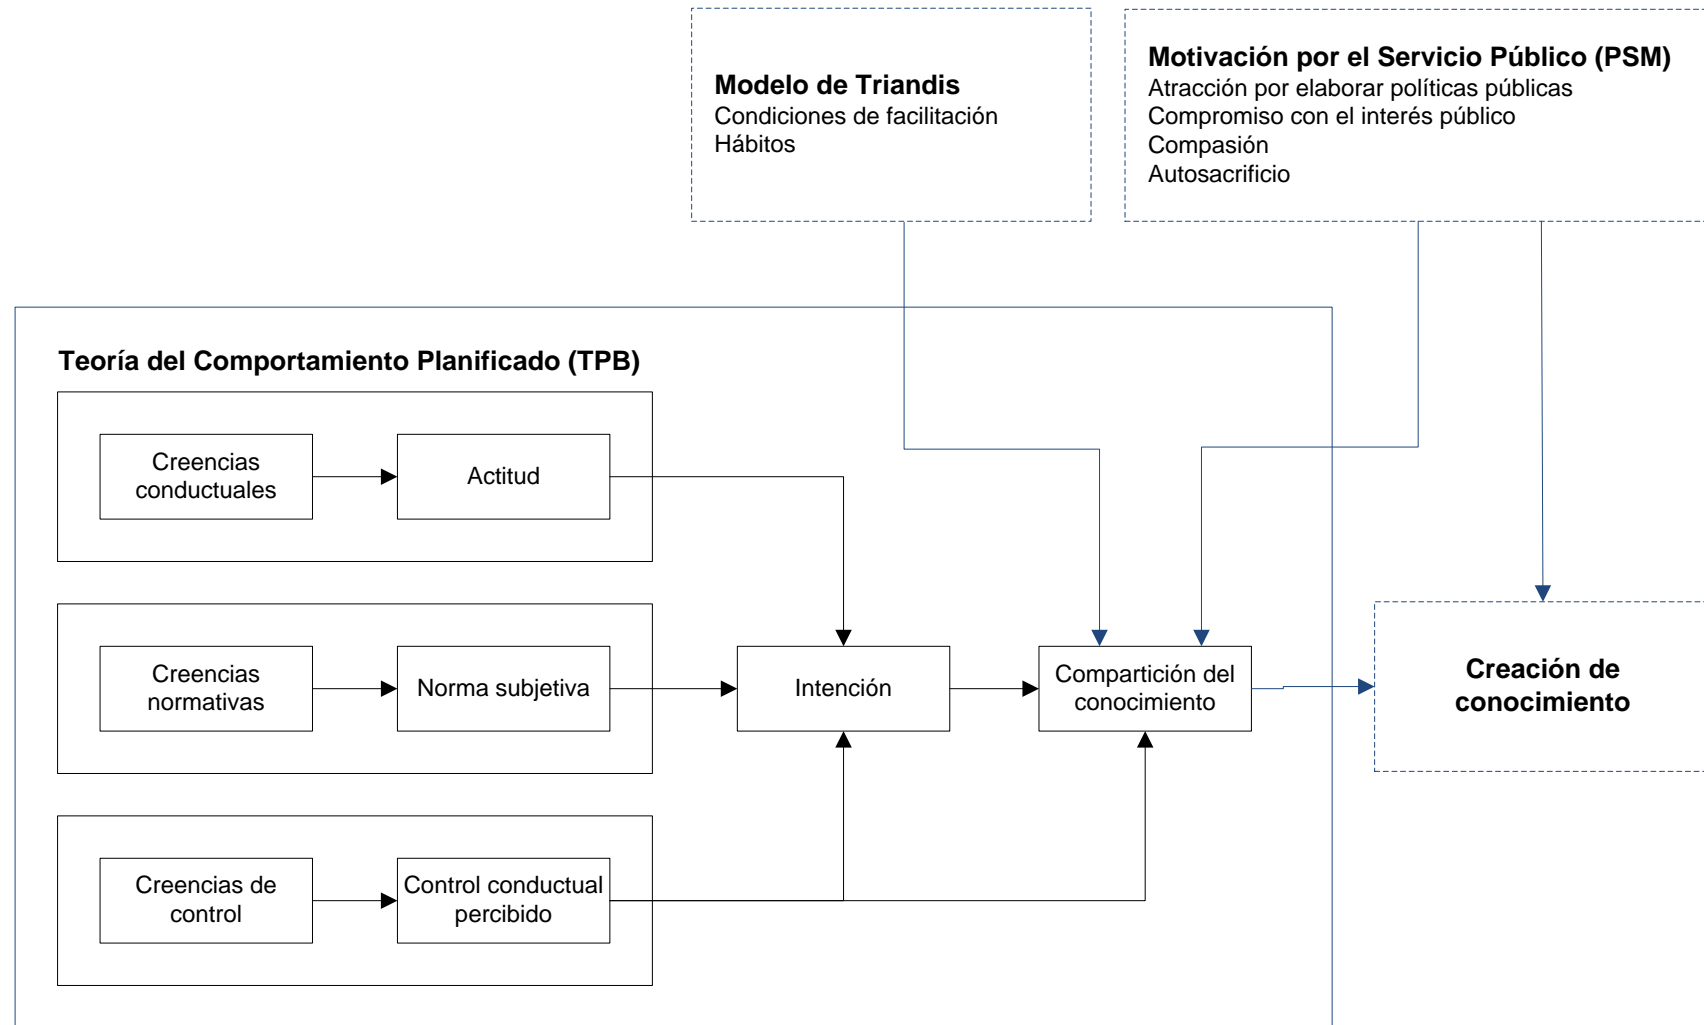 Modelo de Triandis
Condiciones de facilitación
Hábitos
Motivación por el Servicio Público (PSM)
Atracción por elaborar políticas públicas
Compromiso con el interés público
Compasión
Autosacrificio
Teoría del Comportamiento Planificado (TPB)
Creencias
conductuales
Actitud
Creencias
normativas
Norma subjetiva
Intención
Compartición del
conocimiento
Creación de
conocimiento
Creencias de
control
Control conductual
percibido